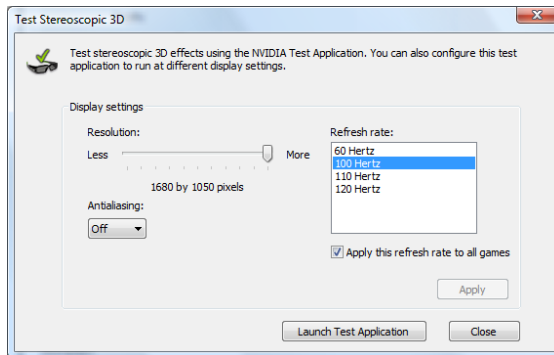 Test Stereoscopic 3D
Test stereoscopic 3D effects using the NVIDIA Test Application. You can also configure this test
application to run at different display settings.
Display settings
Resolution:
Less
More
1680 by 1050 pixels
Antialiasing:
Off
Refresh rate:
60 Hertz
100 Hertz
110 Hertz
120 Hertz
Apply this refresh rate to all games
Apply
Launch Test Application
Close